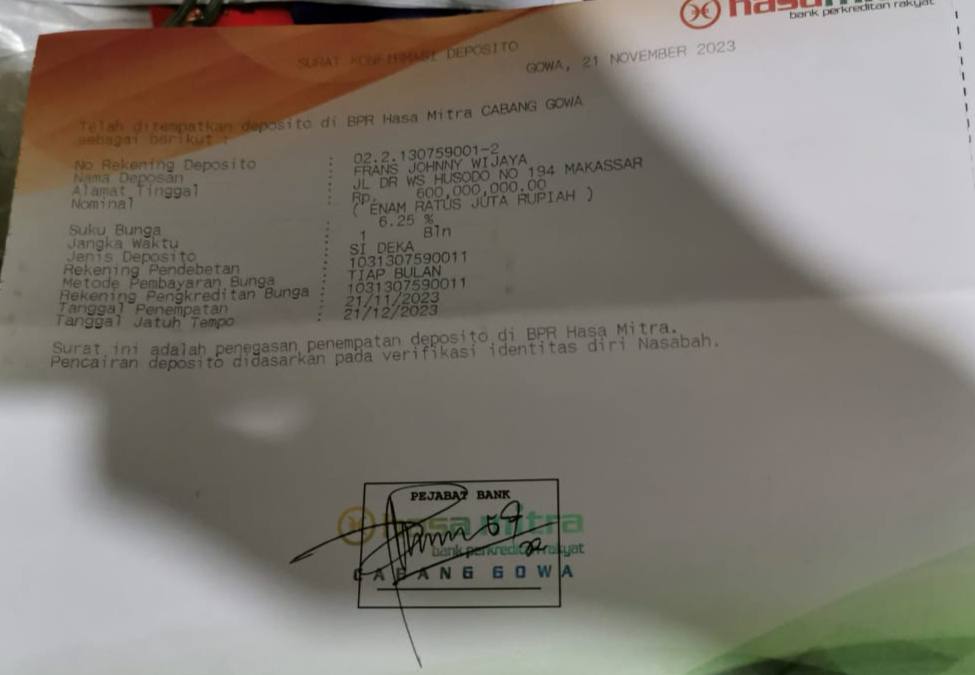 hasamitra
bank perkreditan rakyat
SURAT KONFIRMASI DEPOSITO
GOWA, 21 NOVEMBER 2023
Telah ditempatkan deposito di BPR Hasa Mitra CABANG GOWA
sebagai berikut :
No Rekening Deposito : 02.2.130759001-2
Nama Deposan : FRANS JOHNNY WIJAYA
Alamat Tinggal : JL DR WS HUSODO NO 194 MAKASSAR
Nominal : Rp. 600,000,000.00
( ENAM RATUS JUTA RUPIAH )
Suku Bunga : 6.25 %
Jangka Waktu : 1 Bln
Jenis Deposito : SI DEKA
Rekening Pendebetan : 1031307590011
Metode Pembayaran Bunga : TIAP BULAN
Rekening Pengkreditan Bunga : 1031307590011
Tanggal Penempatan : 21/11/2023
Tanggal Jatuh Tempo : 21/12/2023
Surat ini adalah penegasan penempatan deposito di BPR Hasa Mitra.
Pencairan deposito didasarkan pada verifikasi identitas diri Nasabah.
PEJABAT BANK
hasamitra
bank perkreditan rakyat
CABANG GOWA